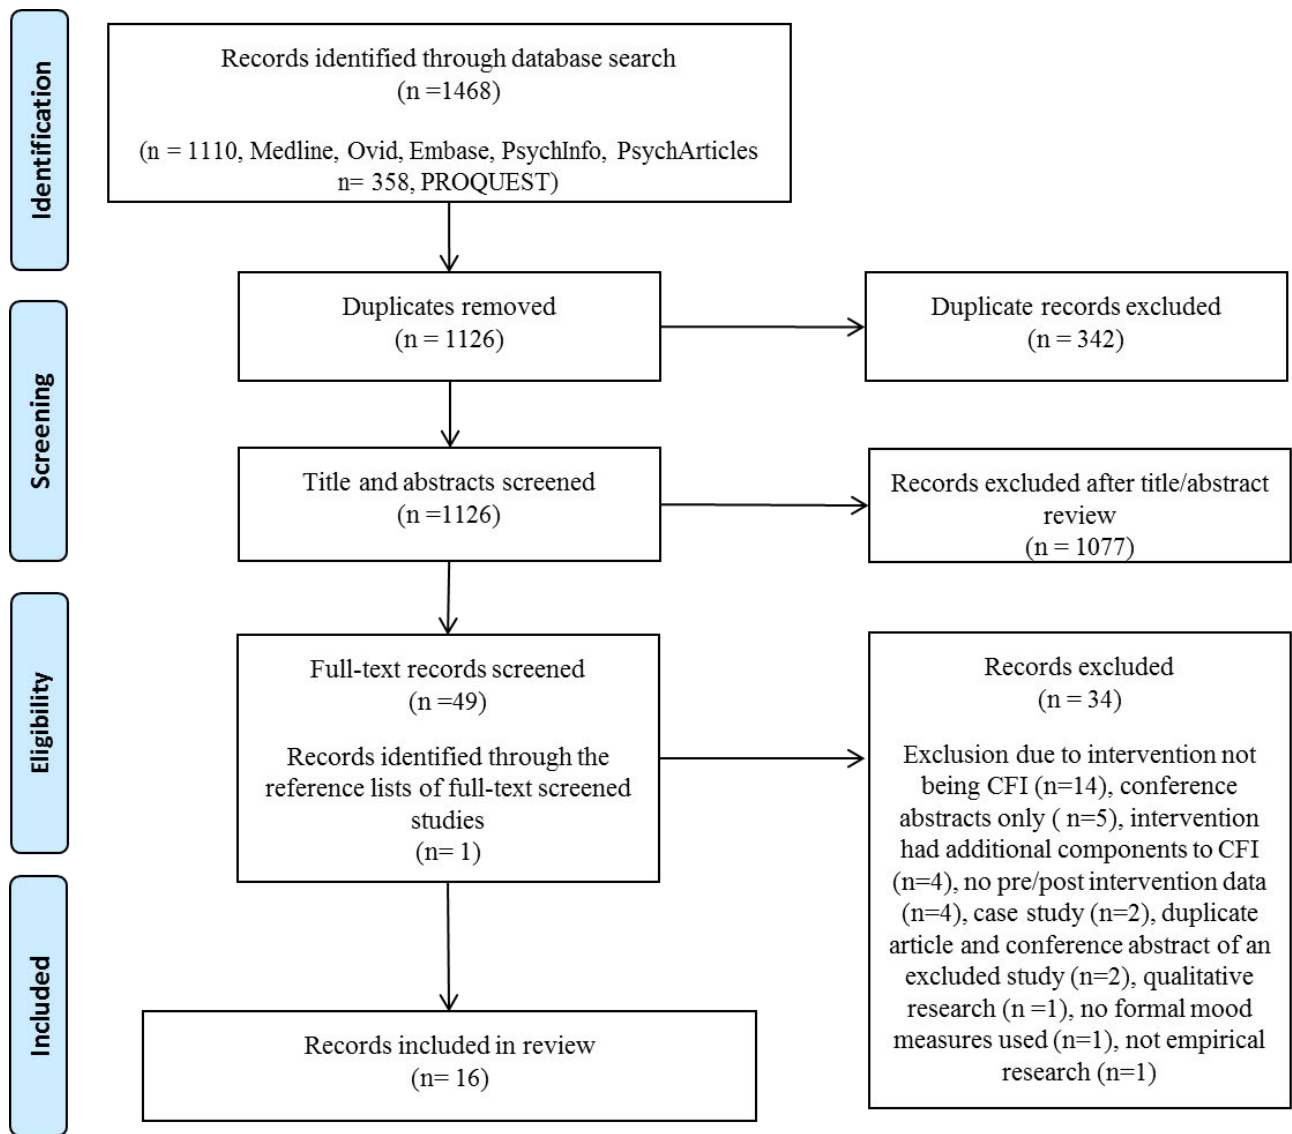 Identification
Records identified through database search
(n =1468)
(n = 1110, Medline, Ovid, Embase, PsychInfo, PsychArticles
n= 358, PROQUEST)
Screening
Duplicates removed
(n = 1126)
Duplicate records excluded
(n = 342)
Title and abstracts screened
(n =1126)
Records excluded after title/abstract
review
(n = 1077)
Eligibility
Full-text records screened
(n =49)
Records identified through the
reference lists of full-text screened
studies
(n= 1)
Records excluded
(n = 34)
Exclusion due to intervention not
being CFI (n=14), conference
abstracts only ( n=5), intervention
had additional components to CFI
(n=4), no pre/post intervention data
(n=4), case study (n=2), duplicate
article and conference abstract of an
excluded study (n=2), qualitative
research (n =1), no formal mood
measures used (n=1), not empirical
research (n=1)
Included
Records included in review
(n= 16)